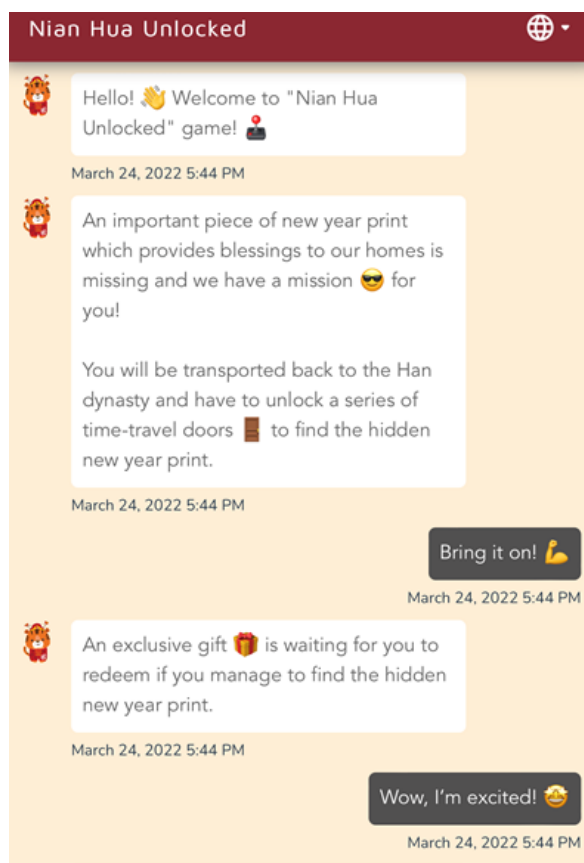 Nian Hua Unlocked
Hello! 👋 Welcome to "Nian Hua
Unlocked" game! 🕹️
March 24, 2022 5:44 PM
An important piece of new year print
which provides blessings to our homes is
missing and we have a mission 😎 for
you!
You will be transported back to the Han
dynasty and have to unlock a series of
time-travel doors 🚪 to find the hidden
new year print.
March 24, 2022 5:44 PM
Bring it on! 💪
March 24, 2022 5:44 PM
An exclusive gift 🎁 is waiting for you to
redeem if you manage to find the hidden
new year print.
March 24, 2022 5:44 PM
Wow, I’m excited! 🤩
March 24, 2022 5:44 PM